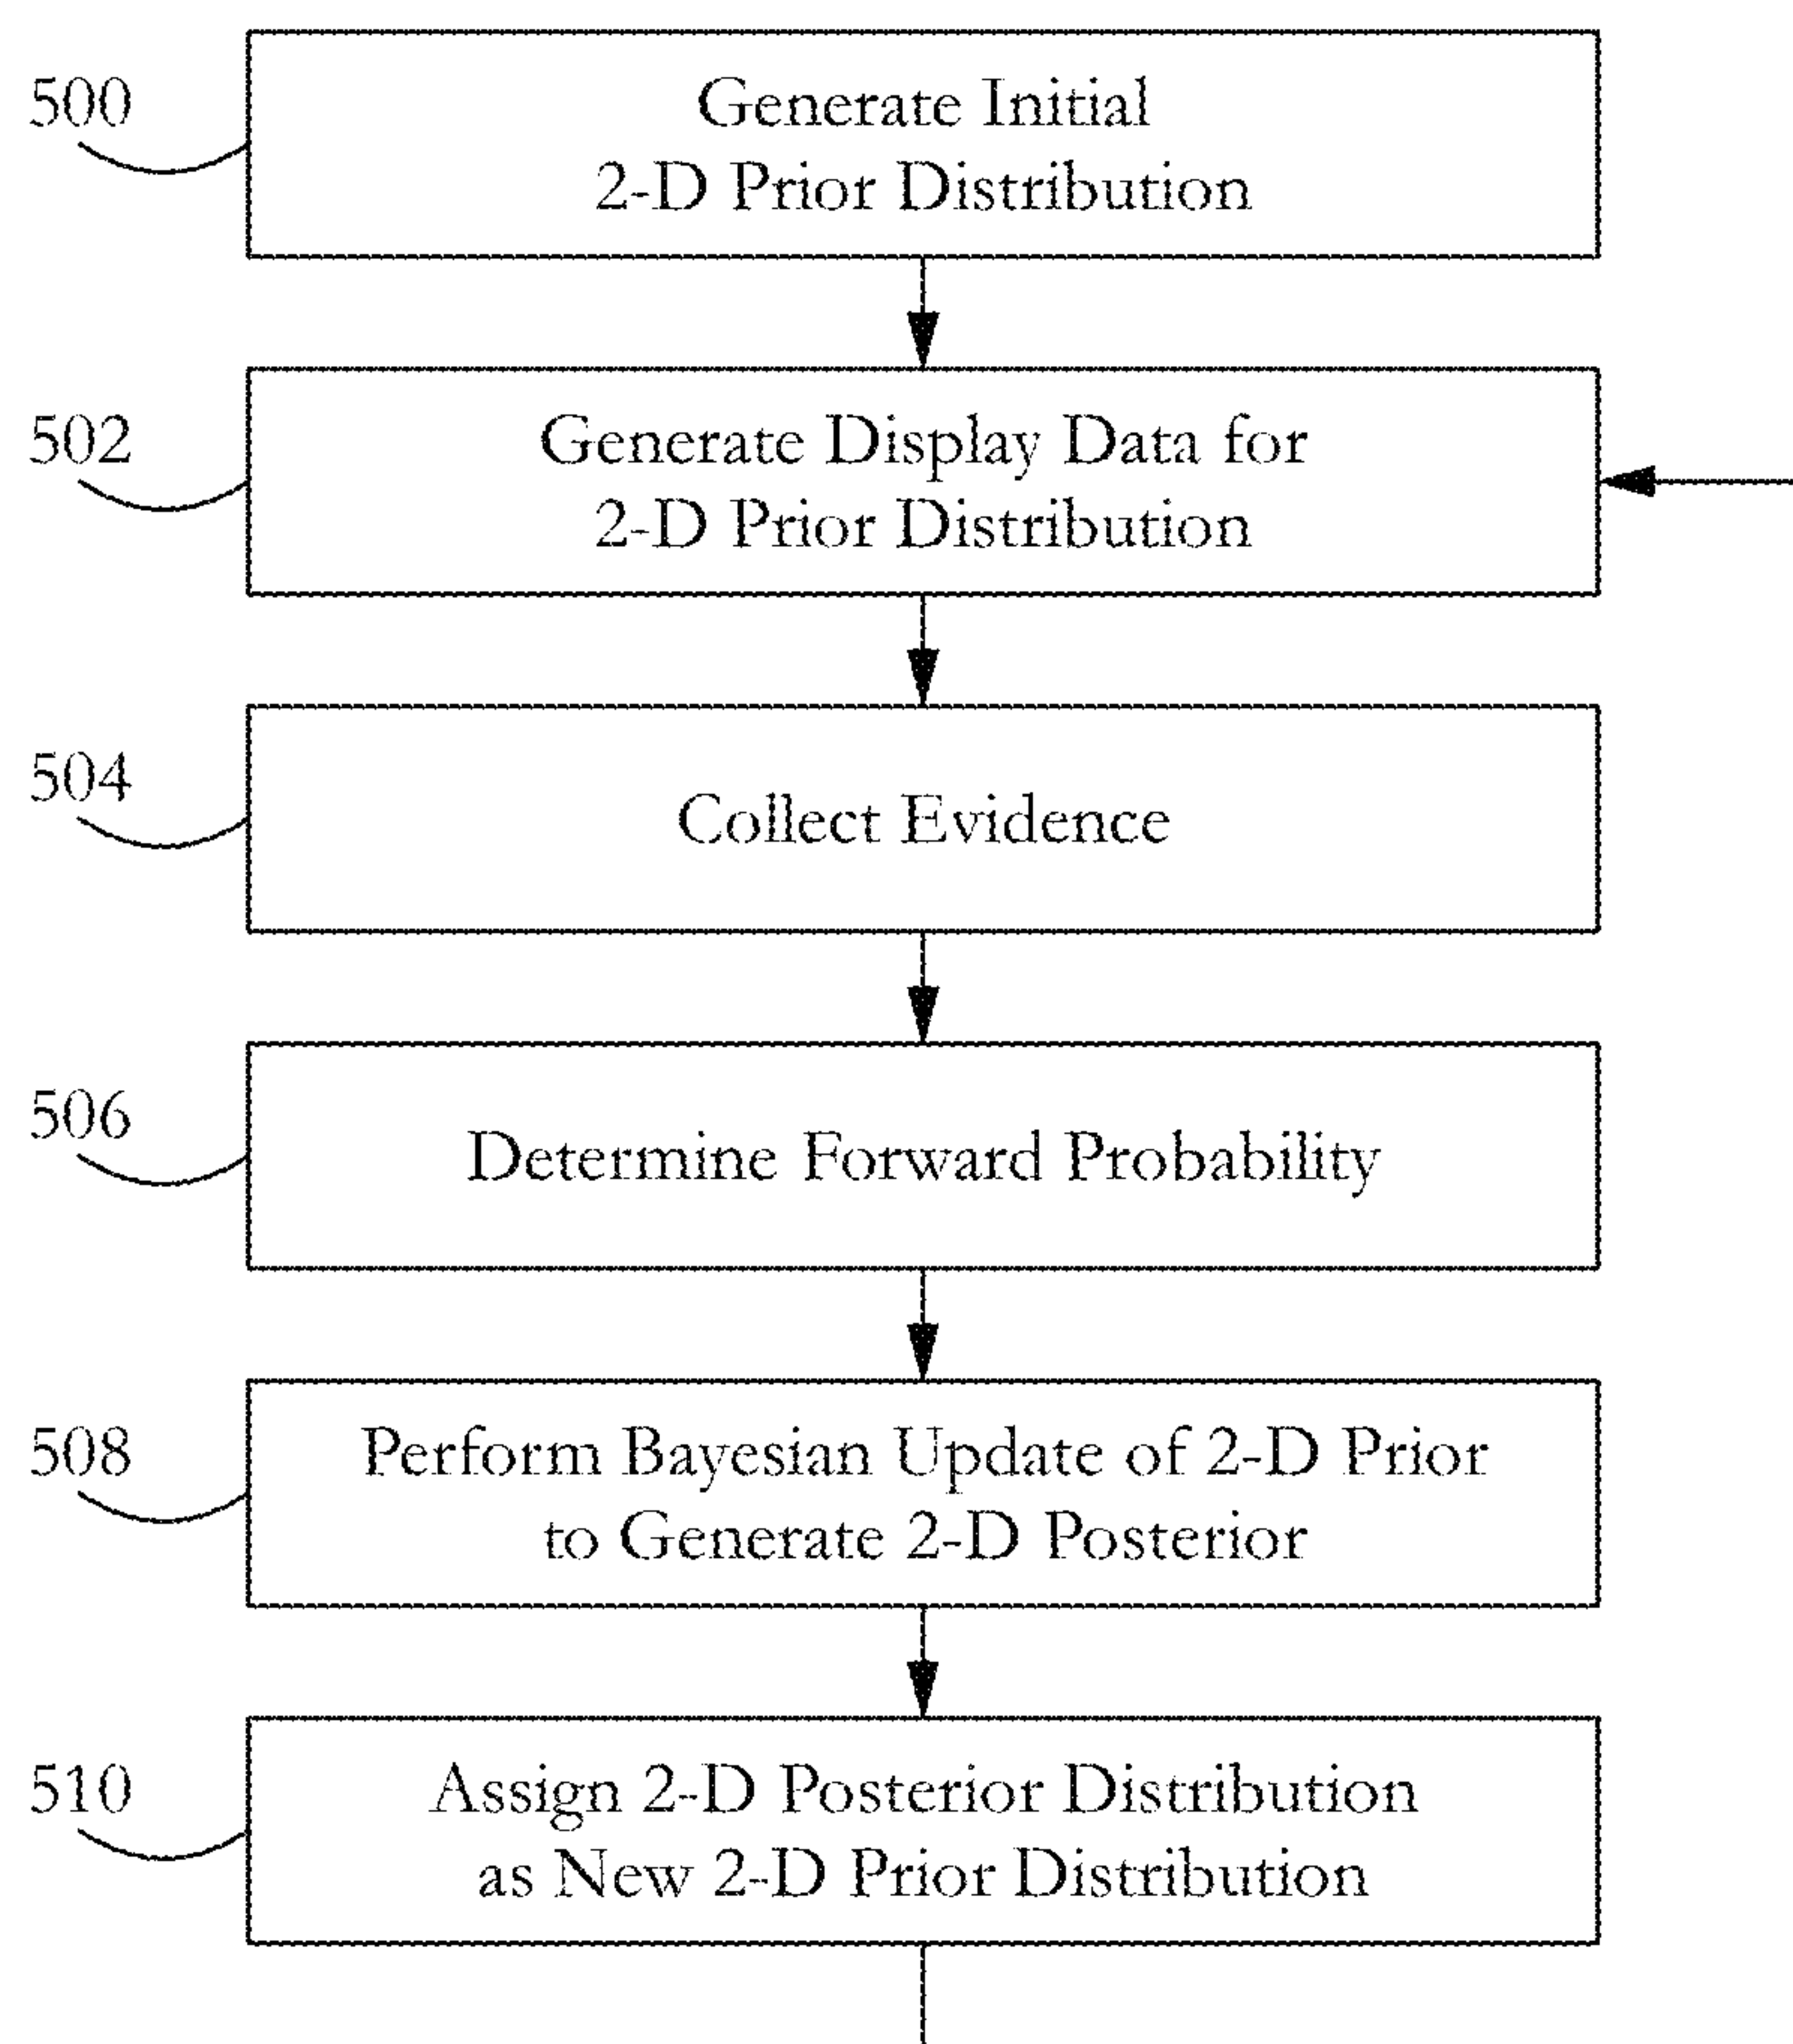 500
Generate Initial
2-D Prior Distribution
502
Generate Display Data for
2-D Prior Distribution
504
Collect Evidence
506
Determine Forward Probability
508
Perform Bayesian Update of 2-D Prior
to Generate 2-D Posterior
510
Assign 2-D Posterior Distribution
as New 2-D Prior Distribution